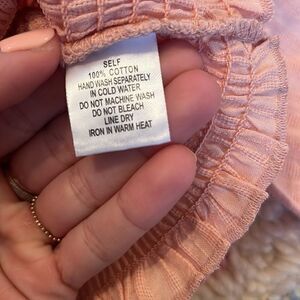 SELF
100% COTTON
HAND WASH SEPARATELY
IN COLD WATER
DO NOT MACHINE WASH
DO NOT BLEACH
LINE DRY
IRON IN WARM HEAT